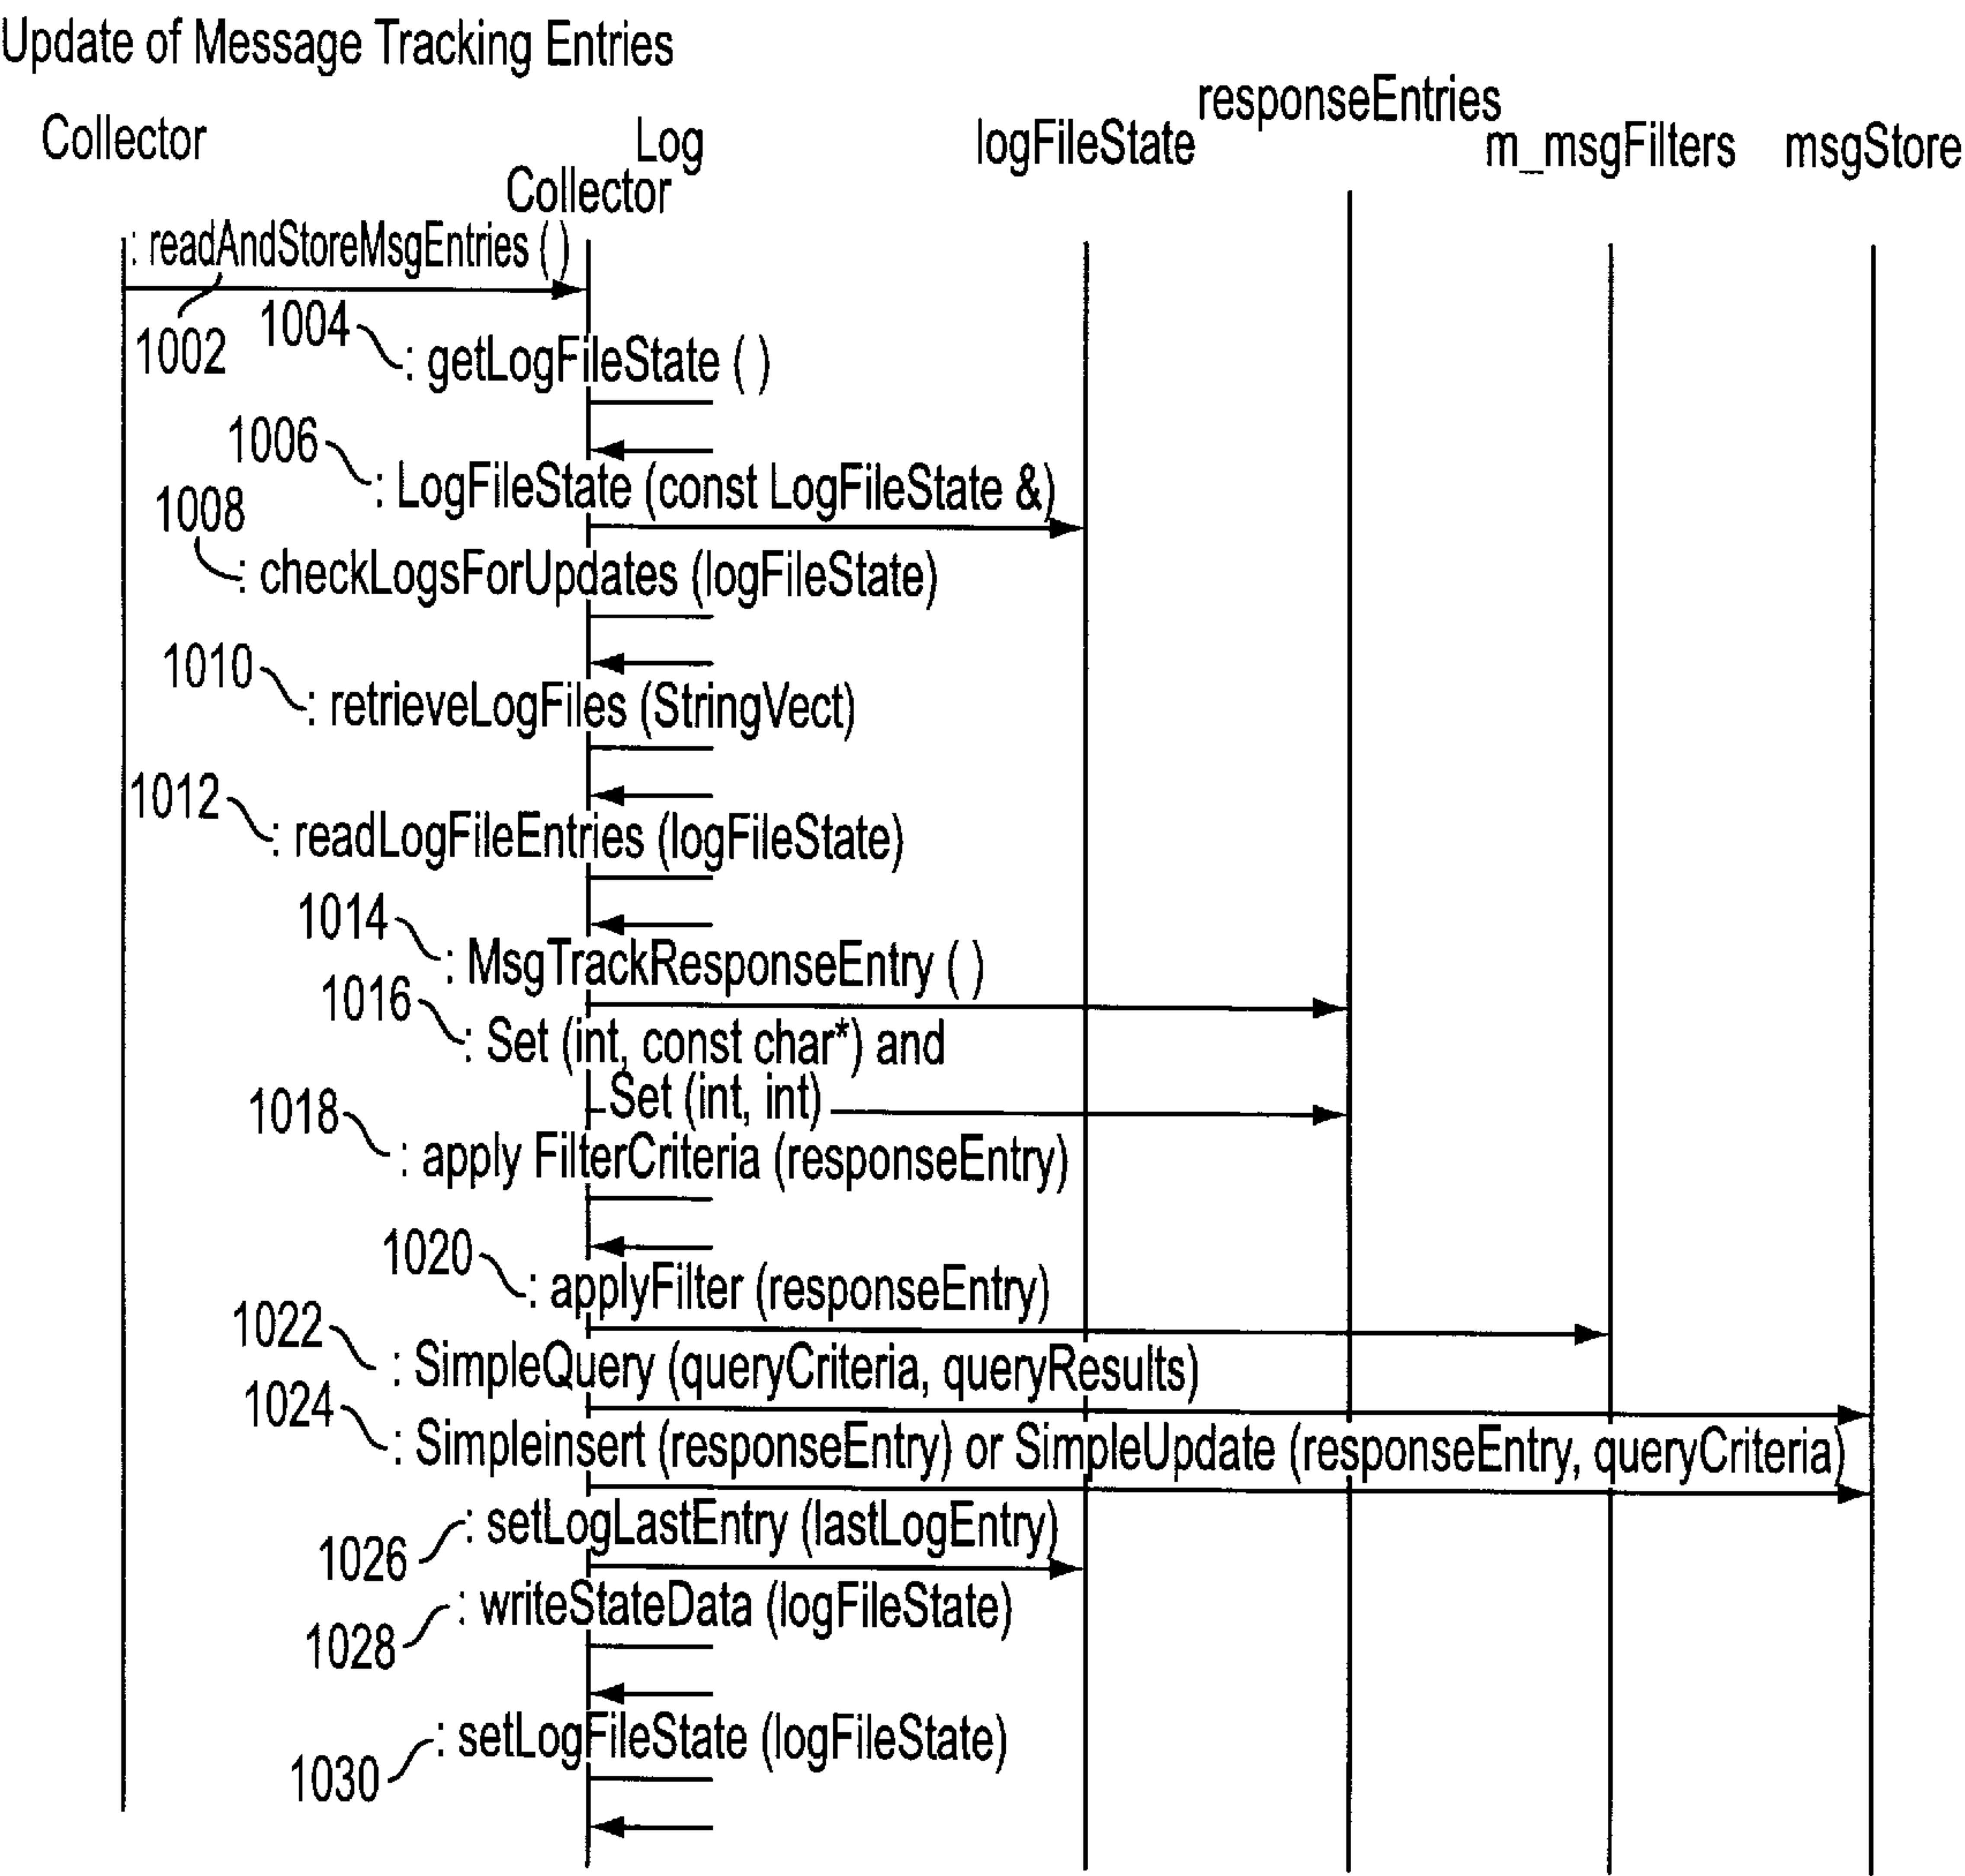 Update of Message Tracking Entries
Collector
Log
Collector
logFileState
responseEntries
m_msgFilters
msgStore
: readAndStoreMsgEntries ( )
1002
1004
: getLogFileState ( )
1006
: LogFileState (const LogFileState &)
1008
: checkLogsForUpdates (logFileState)
1010
: retrieveLogFiles (StringVect)
1012
: readLogFileEntries (logFileState)
1014
: MsgTrackResponseEntry ( )
1016
: Set (int, const char*) and
Set (int, int)
1018
: apply FilterCriteria (responseEntry)
1020
: applyFilter (responseEntry)
1022
: SimpleQuery (queryCriteria, queryResults)
1024
: Simpleinsert (responseEntry) or SimpleUpdate (responseEntry, queryCriteria)
: setLogLastEntry (lastLogEntry)
1026
: writeStateData (logFileState)
1028
: setLogFileState (logFileState)
1030